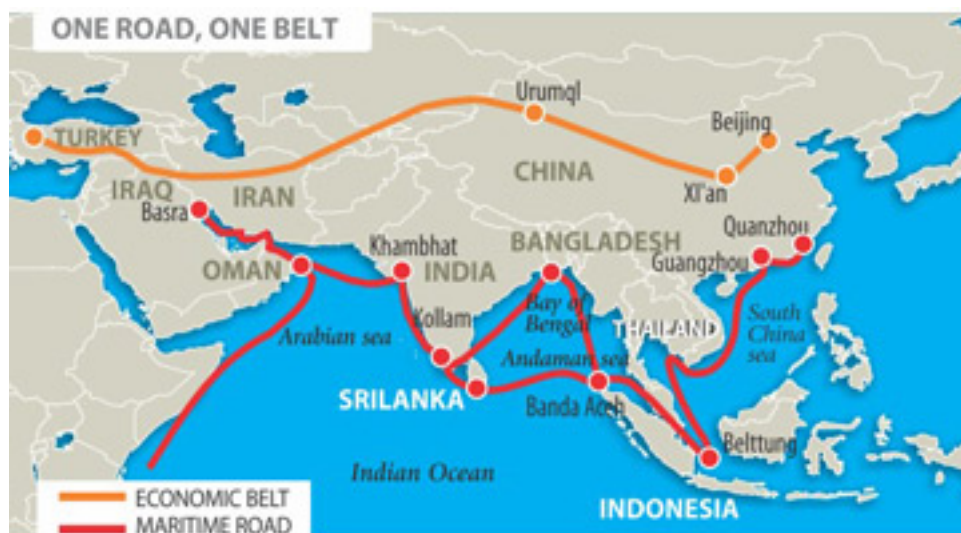 ONE ROAD, ONE BELT
Urumql
Beijing
TURKEY
CHINA
XI'an
IRAQ
IRAN
Basra
Quanzhou
Khambhat
BANGLADESH
Guangzhou
OMAN
INDIA
Bay of
Bengal
South
China
sea
Kollam
Arabian sea
THAILAND
Andaman sea
SRILANKA
Banda Aceh
Belttung
Indian Ocean
INDONESIA
ECONOMIC BELT
MARITIME ROAD